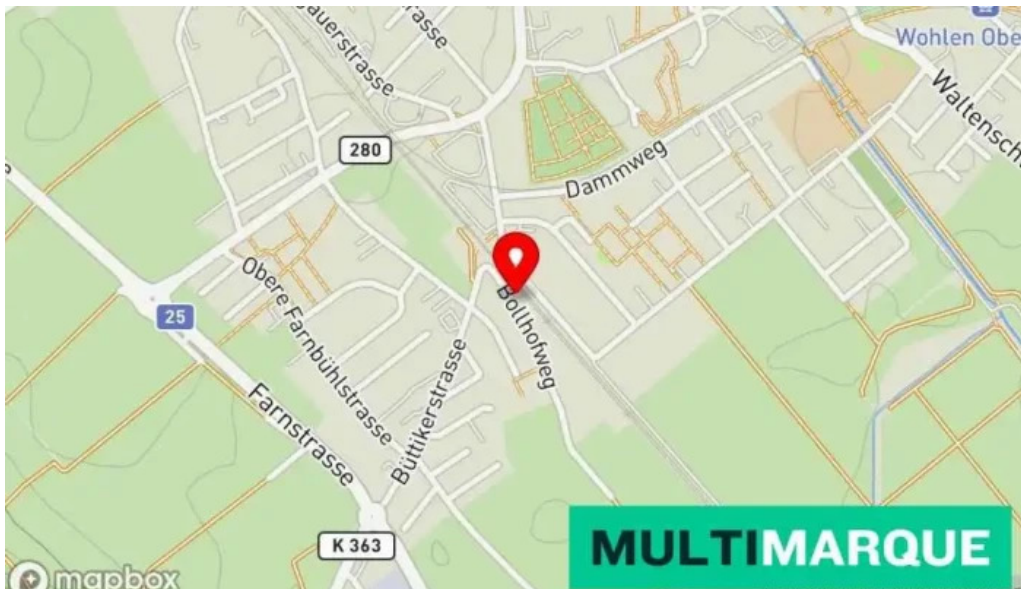 auerstrasse
strasse
Wohlen Obe
Waltensch
280
Dammweg
25
Obere Farnbühlstrasse
Bollhofweg
Büttikerstrasse
Farnstrasse
K 363
MULTIMARQUE
mapbox